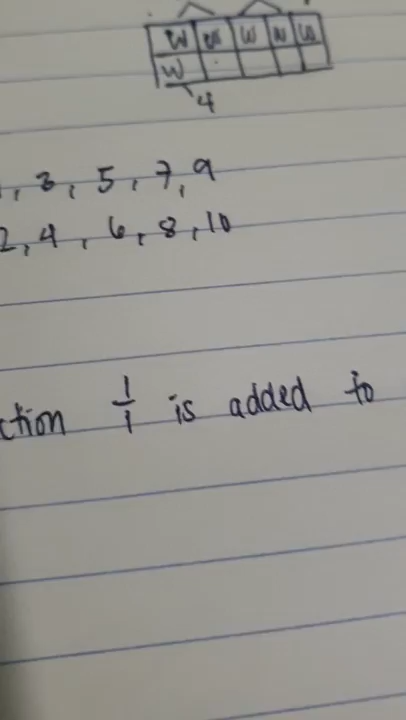 W W W W W
W
4
, 3, 5, 7, 9
2, 4, 6, 8, 10
ction 1/1 is added to